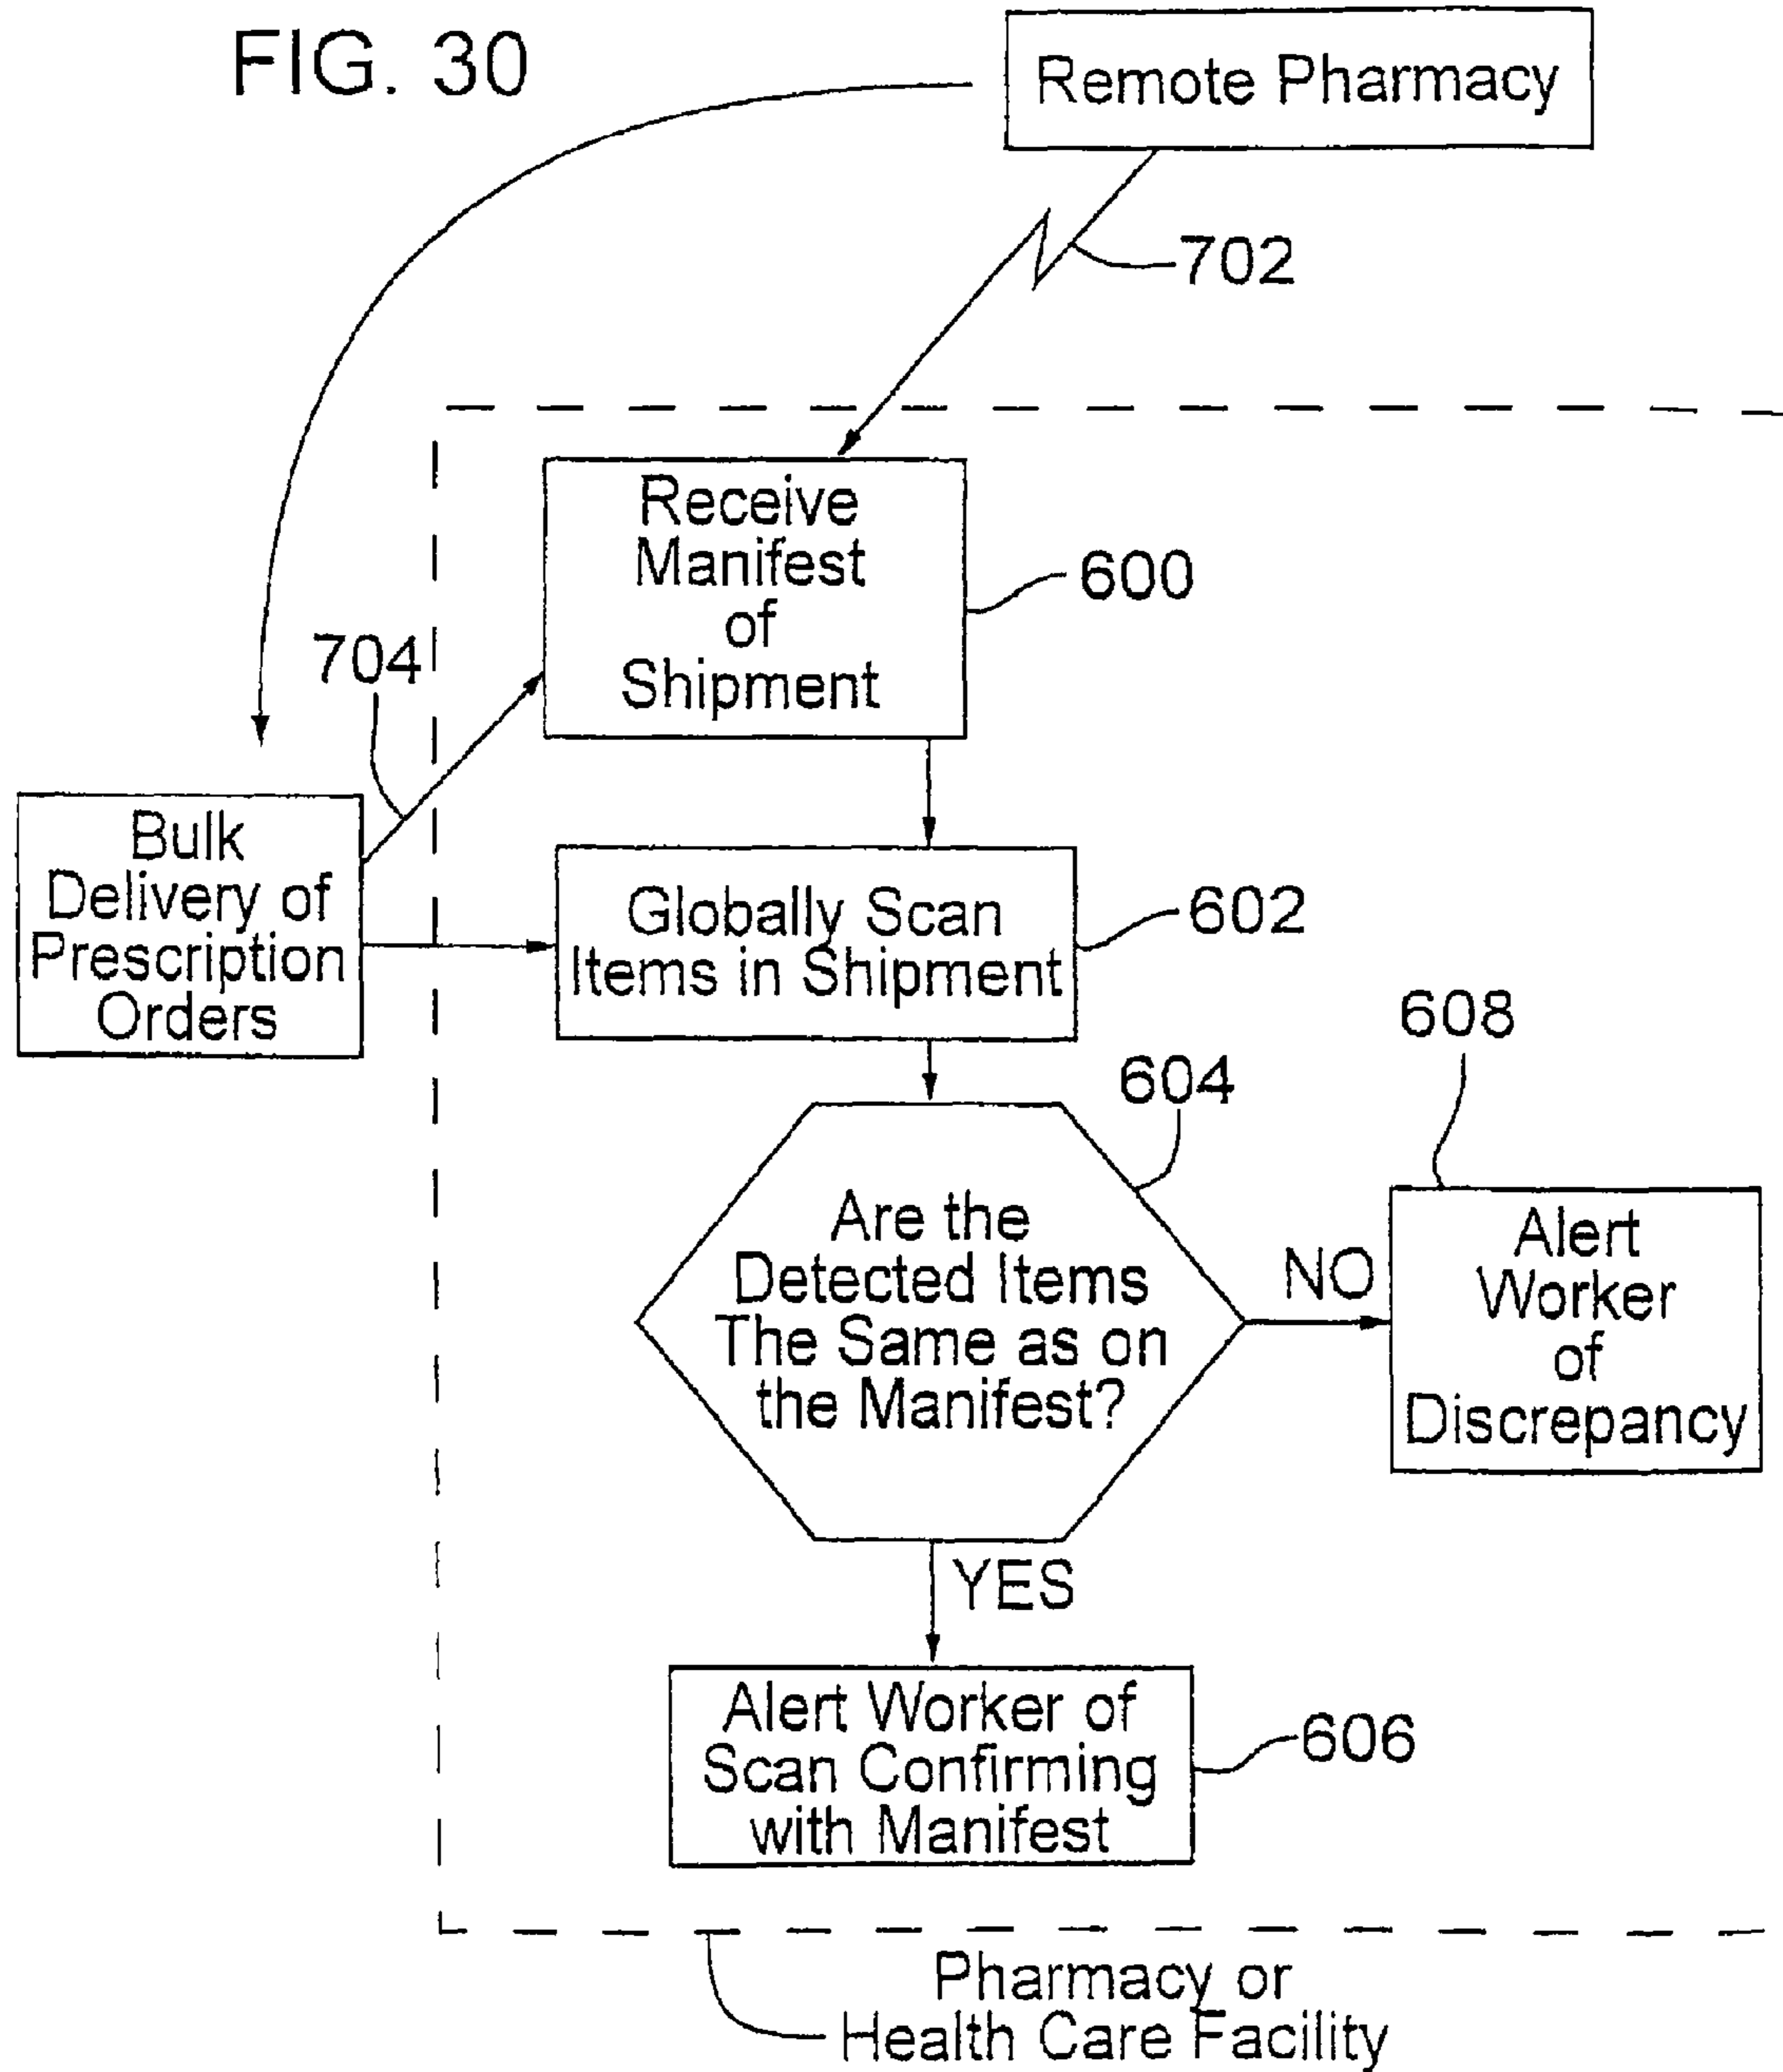 FIG. 30
Remote Pharmacy
702
Receive
Manifest
of
Shipment
600
704
Bulk
Delivery of
Prescription
Orders
Globally Scan
Items in Shipment
602
604
608
Are the
Detected Items
The Same as on
the Manifest?
NO
Alert
Worker
of
Discrepancy
YES
Alert Worker of
Scan Confirming
with Manifest
606
Pharmacy or
Health Care Facility